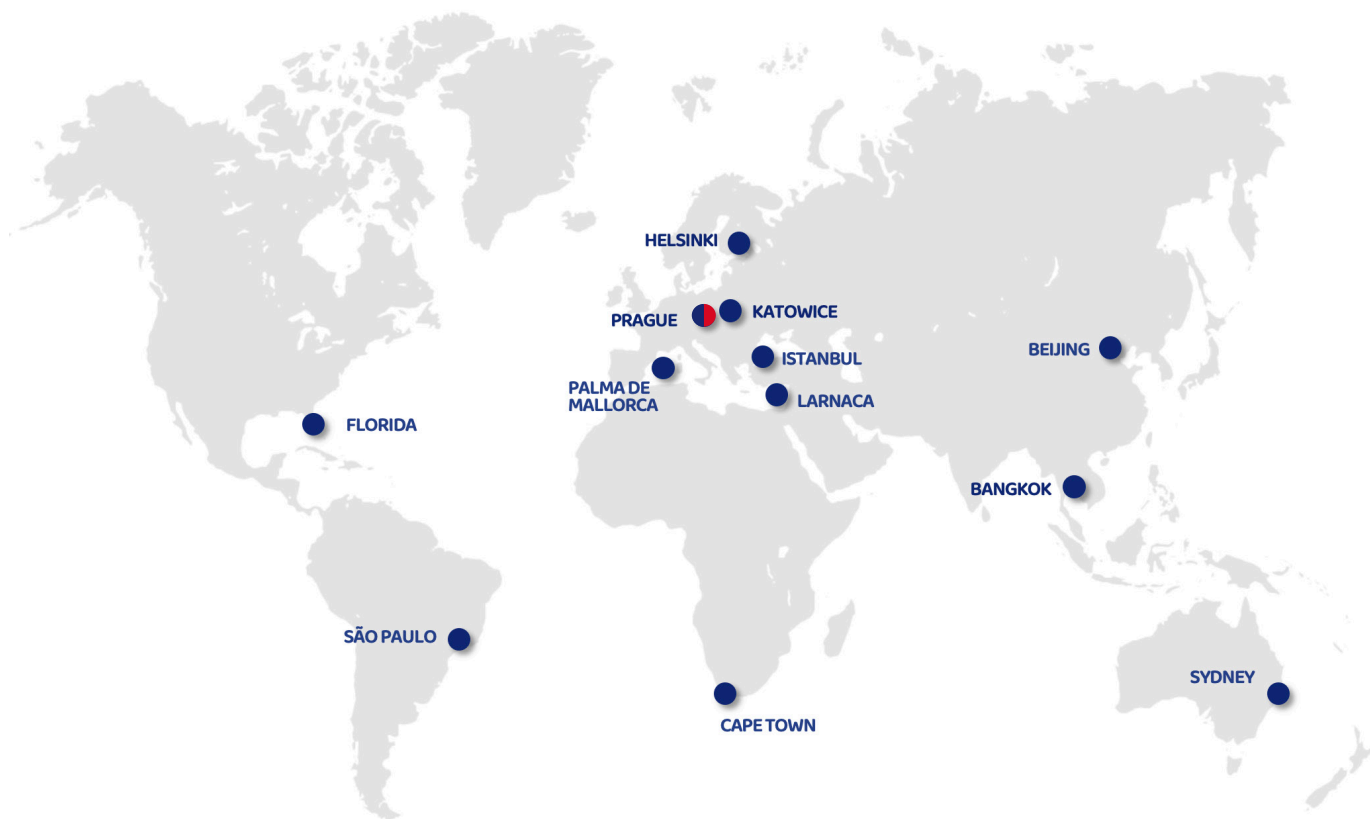 HELSINKI
PRAGUE
KATOWICE
ISTANBUL
BEIJING
PALMA DE
MALLORCA
LARNACA
FLORIDA
BANGKOK
SÃO PAULO
SYDNEY
CAPE TOWN